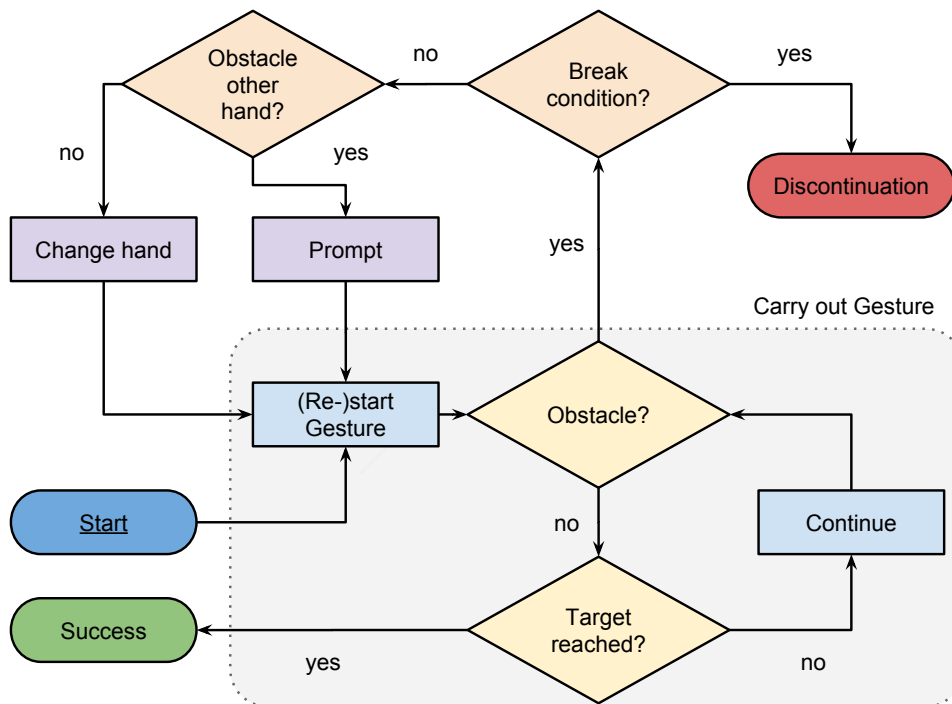 Obstacle
other
hand?
no
Break
condition?
yes
no
yes
Discontinuation
Change hand
Prompt
yes
Carry out Gesture
(Re-)start
Gesture
Obstacle?
Start
no
Continue
Success
Target
reached?
yes
no